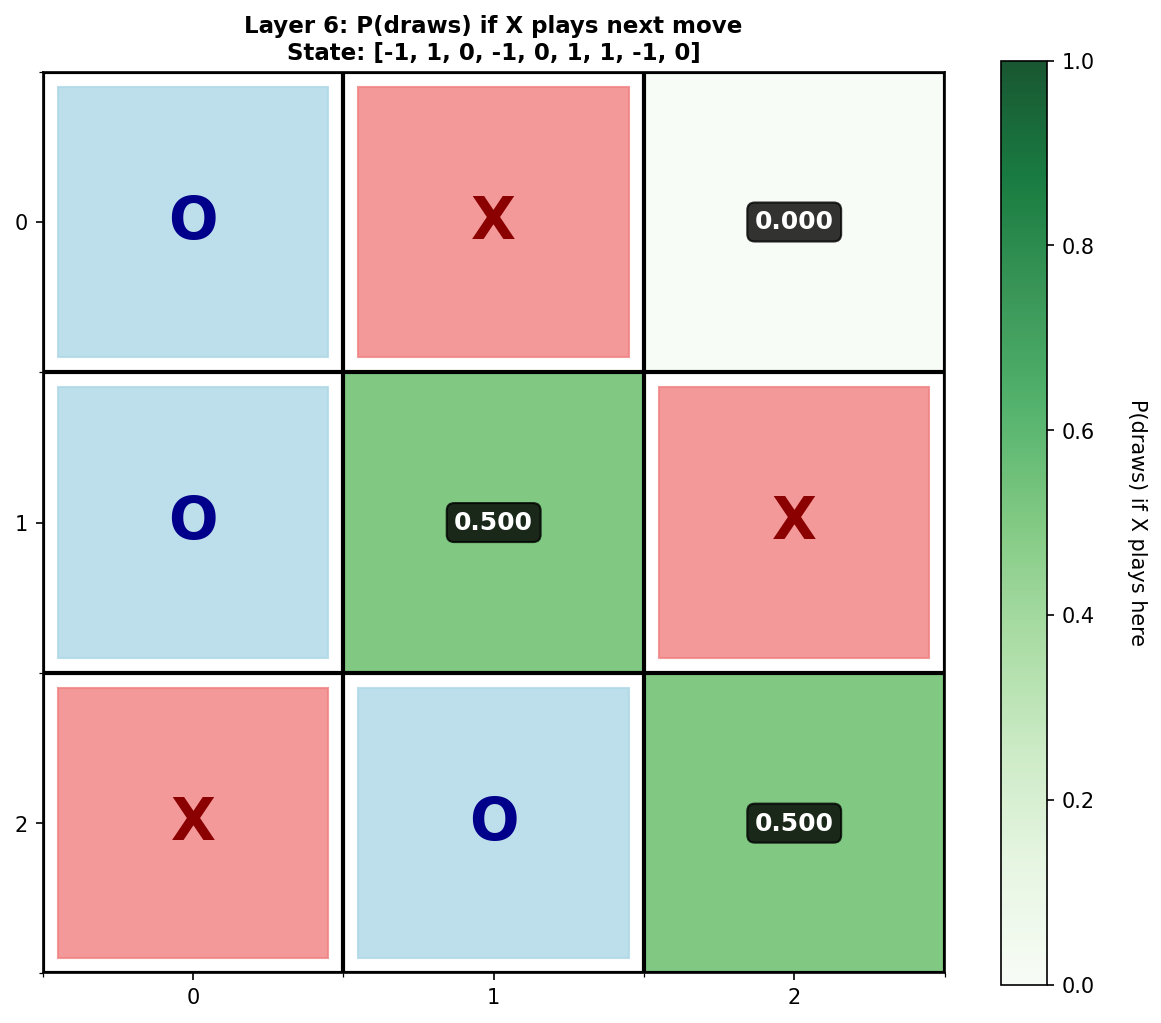 Layer 6: P(draws) if X plays next move
State: [-1, 1, 0, -1, 0, 1, 1, -1, 0]
0
O
X
0.000
1
O
0.500
X
2
X
O
0.500
0
1
2
1.0
0.8
0.6
0.4
0.2
0.0
P(draws) if X plays here